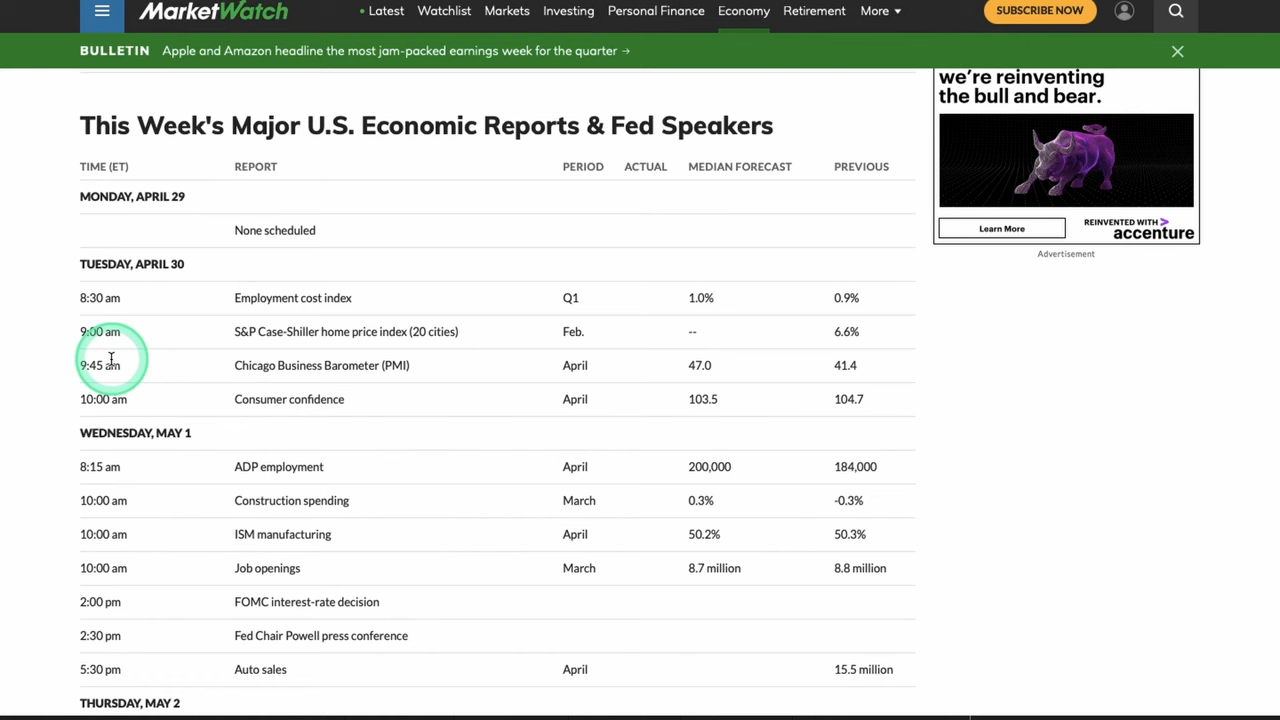 MarketWatch
• Latest Watchlist Markets Investing Personal Finance Economy Retirement More ▾ SUBSCRIBE NOW
BULLETIN Apple and Amazon headline the most jam-packed earnings week for the quarter →
we're reinventing
the bull and bear.
Learn More
REINVENTED WITH >
accenture
Advertisement
This Week's Major U.S. Economic Reports & Fed Speakers
TIME (ET) REPORT PERIOD ACTUAL MEDIAN FORECAST PREVIOUS
MONDAY, APRIL 29
None scheduled
TUESDAY, APRIL 30
8:30 am Employment cost index Q1 1.0% 0.9%
9:00 am S&P Case-Shiller home price index (20 cities) Feb. -- 6.6%
9:45 am Chicago Business Barometer (PMI) April 47.0 41.4
10:00 am Consumer confidence April 103.5 104.7
WEDNESDAY, MAY 1
8:15 am ADP employment April 200,000 184,000
10:00 am Construction spending March 0.3% -0.3%
10:00 am ISM manufacturing April 50.2% 50.3%
10:00 am Job openings March 8.7 million 8.8 million
2:00 pm FOMC interest-rate decision
2:30 pm Fed Chair Powell press conference
5:30 pm Auto sales April 15.5 million
THURSDAY, MAY 2